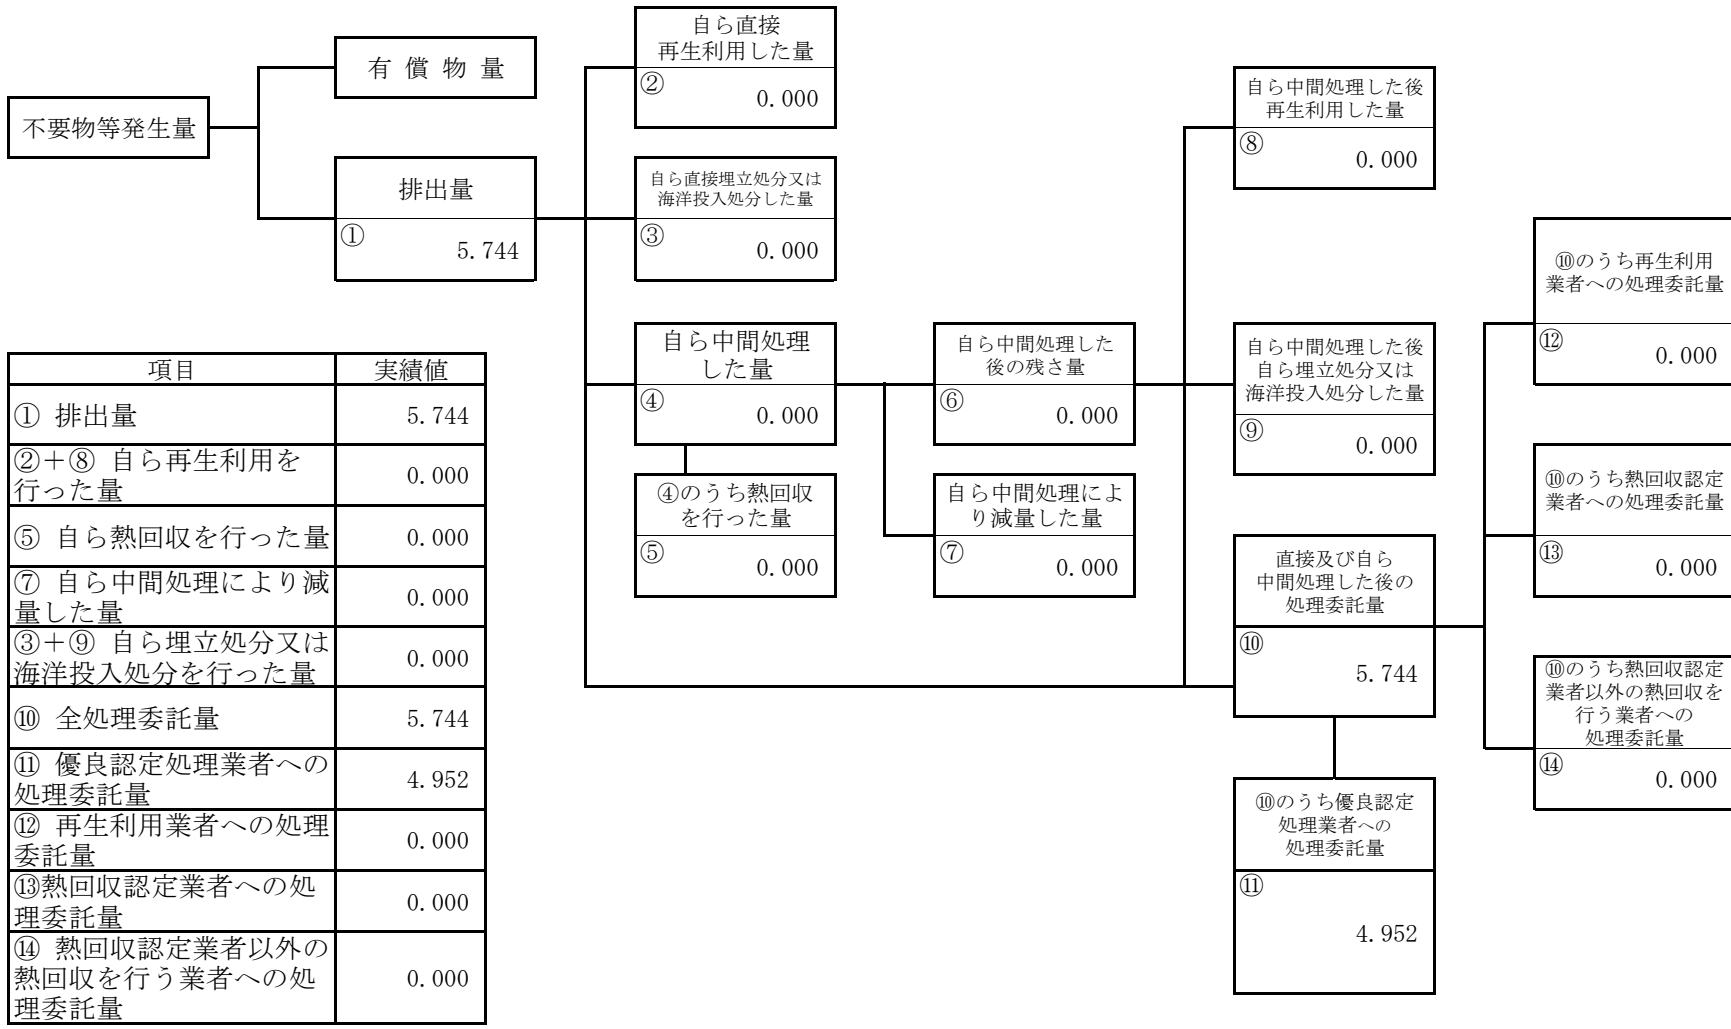 不要物等発生量
有 償 物 量
排出量
①
5.744
自ら直接
再生利用した量
②
0.000
自ら直接埋立処分又は
海洋投入処分した量
③
0.000
自ら中間処理
した量
④
0.000
④のうち熱回収
を行った量
⑤
0.000
自ら中間処理した
後の残さ量
⑥
0.000
自ら中間処理によ
り減量した量
⑦
0.000
自ら中間処理した後
再生利用した量
⑧
0.000
自ら中間処理した後
自ら埋立処分又は
海洋投入処分した量
⑨
0.000
直接及び自ら
中間処理した後の
処理委託量
⑩
5.744
⑩のうち優良認定
処理業者への
処理委託量
⑪
4.952
⑩のうち再生利用
業者への処理委託量
⑫
0.000
⑩のうち熱回収認定
業者への処理委託量
⑬
0.000
⑩のうち熱回収認定
業者以外の熱回収を
行う業者への
処理委託量
⑭
0.000
項目 実績値
① 排出量 5.744
②＋⑧ 自ら再生利用を
行った量 0.000
⑤ 自ら熱回収を行った量 0.000
⑦ 自ら中間処理により減
量した量 0.000
③＋⑨ 自ら埋立処分又は
海洋投入処分を行った量 0.000
⑩ 全処理委託量 5.744
⑪ 優良認定処理業者への
処理委託量 4.952
⑫ 再生利用業者への処理
委託量 0.000
⑬熱回収認定業者への処
理委託量 0.000
⑭ 熱回収認定業者以外の
熱回収を行う業者への処
理委託量 0.000